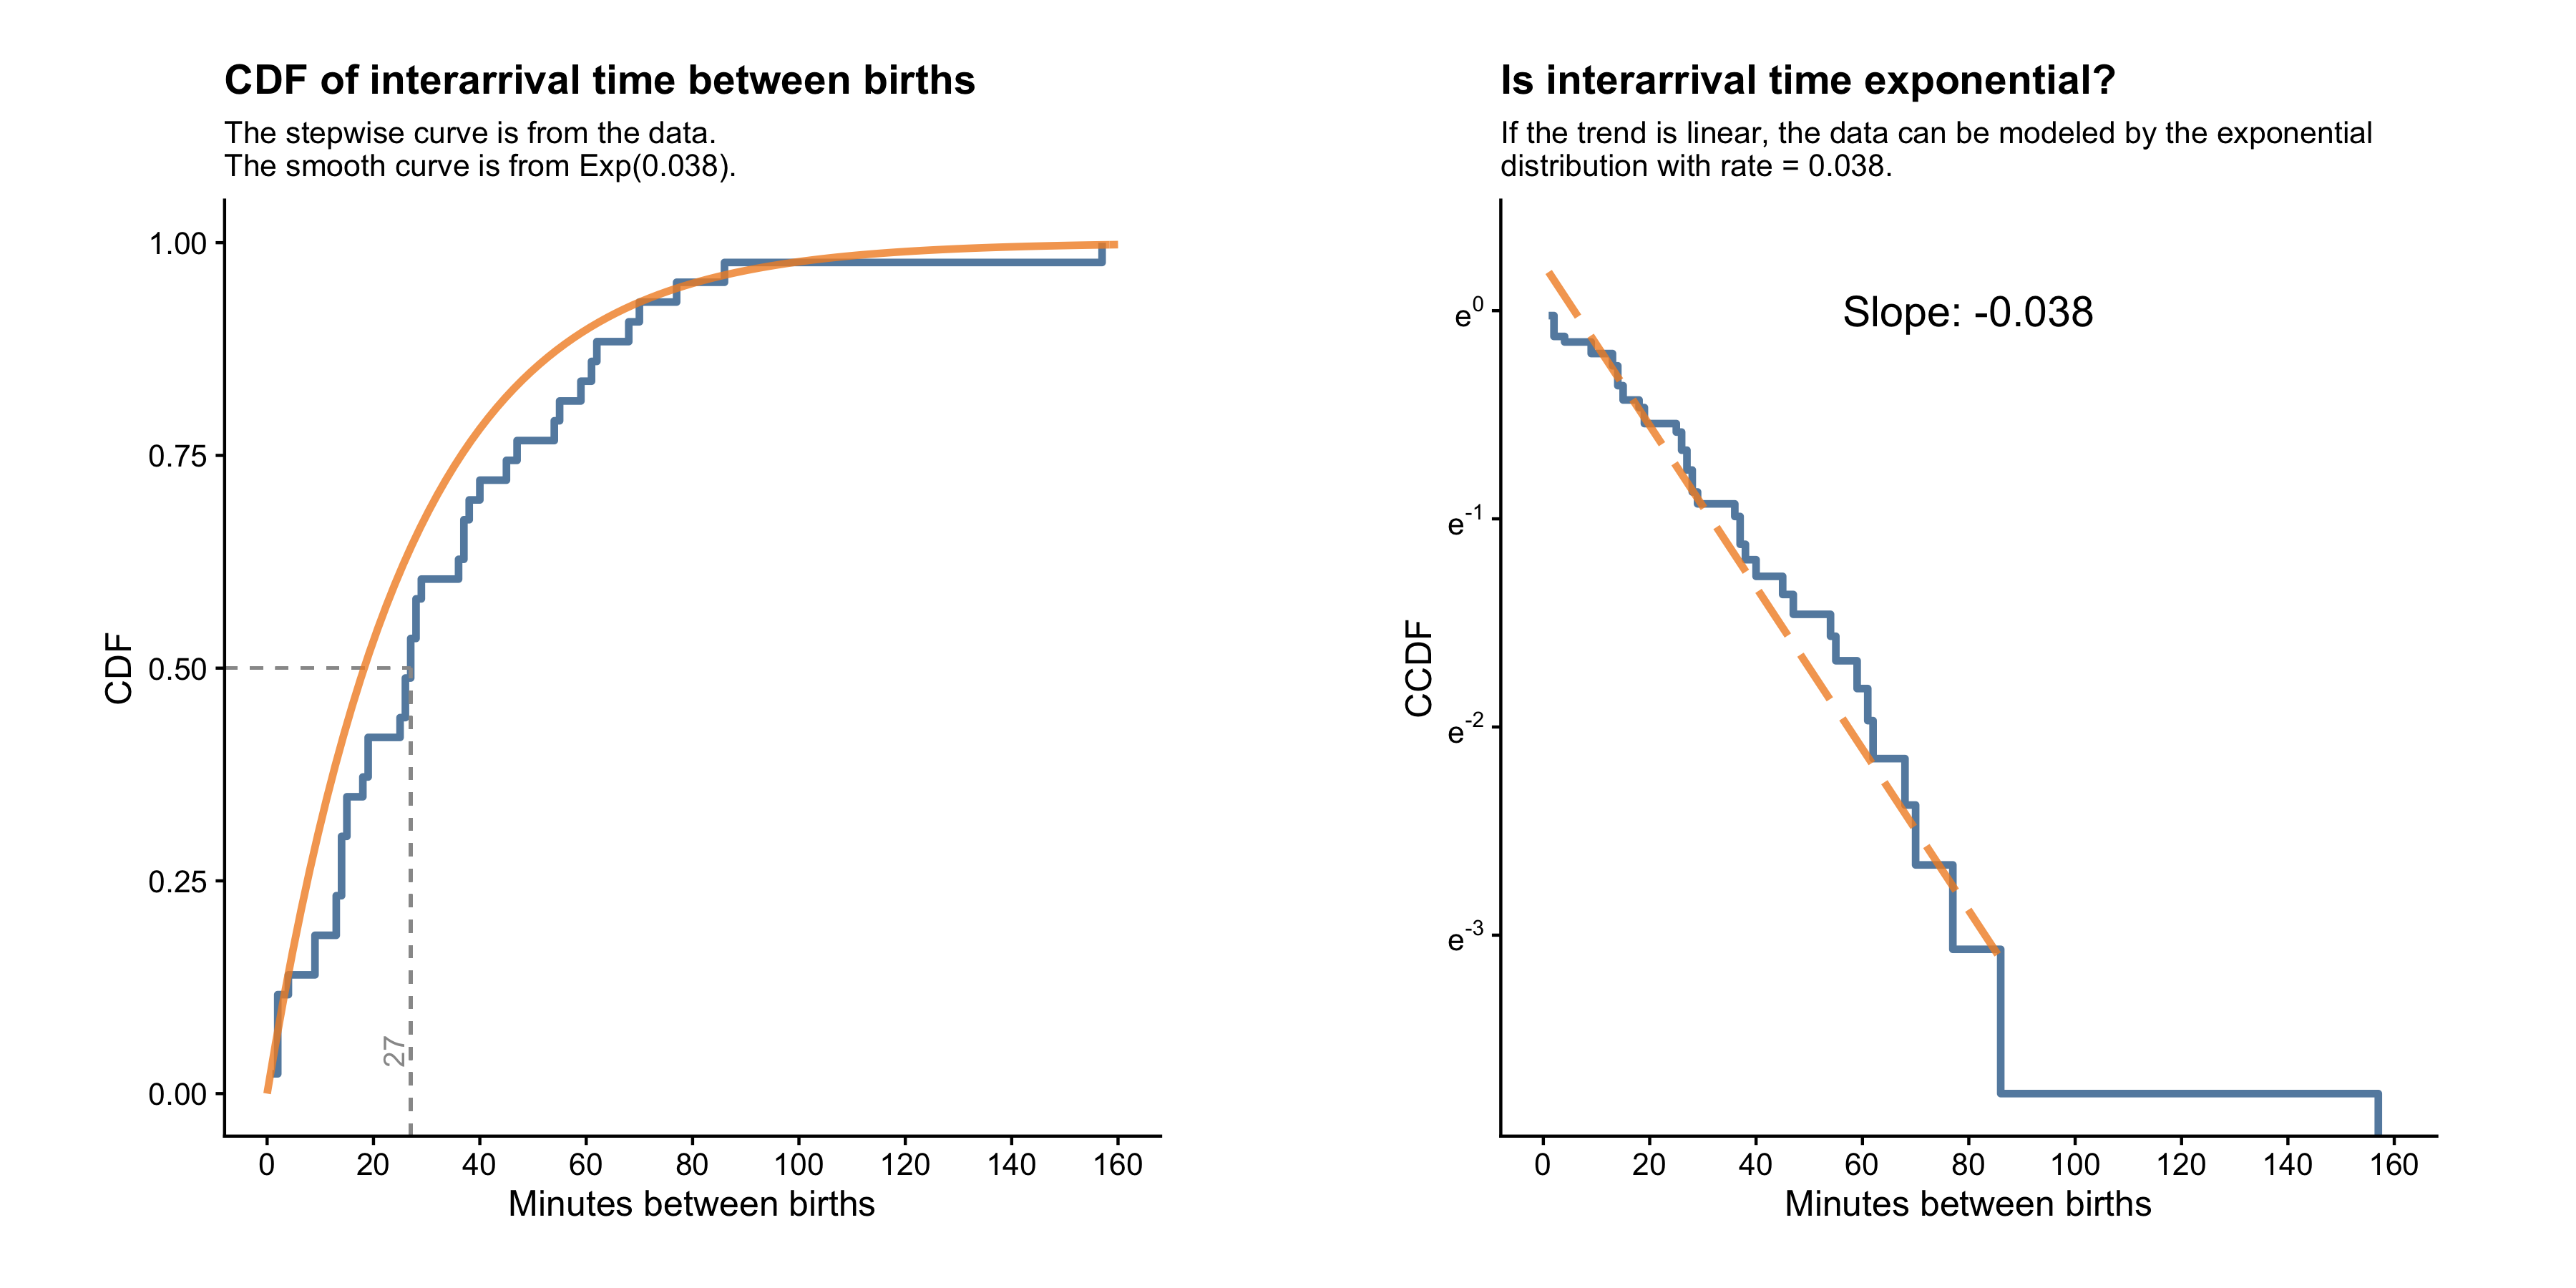 CDF of interarrival time between births
The stepwise curve is from the data.
The smooth curve is from Exp(0.038).
1.00
0.75
0.50
0.25
0.00
CDF
27
0 20 40 60 80 100 120 140 160
Minutes between births
Is interarrival time exponential?
If the trend is linear, the data can be modeled by the exponential
distribution with rate = 0.038.
Slope: -0.038
e⁰
e⁻¹
e⁻²
e⁻³
CCDF
0 20 40 60 80 100 120 140 160
Minutes between births